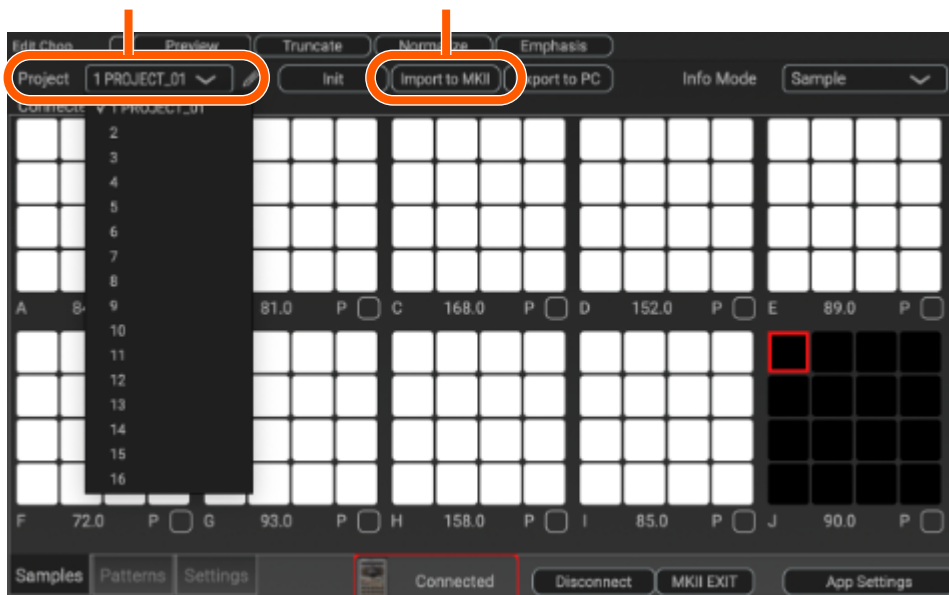 Edit Chop Preview Truncate Normalize Emphasis
Project 1 PROJECT_01 Init Import to MKII Export to PC Info Mode Sample
1 PROJECT_01
2
3
4
5
6
7
8
9
10
11
12
13
14
15
16
A 81.0 P C 168.0 P D 152.0 P E 89.0 P
F 72.0 P G 93.0 P H 158.0 P I 85.0 P J 90.0 P
Samples Patterns Settings Connected Disconnect MKII EXIT App Settings